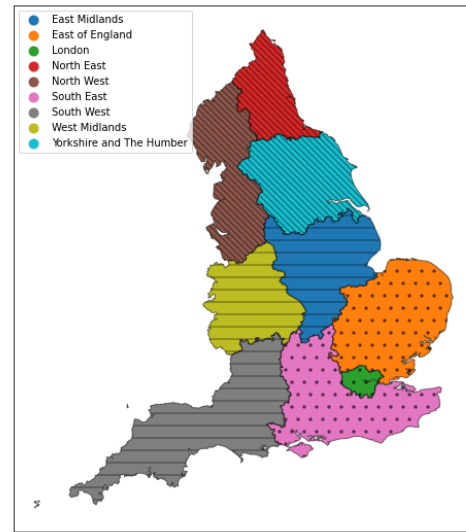 East Midlands
East of England
London
North East
North West
South East
South West
West Midlands
Yorkshire and The Humber